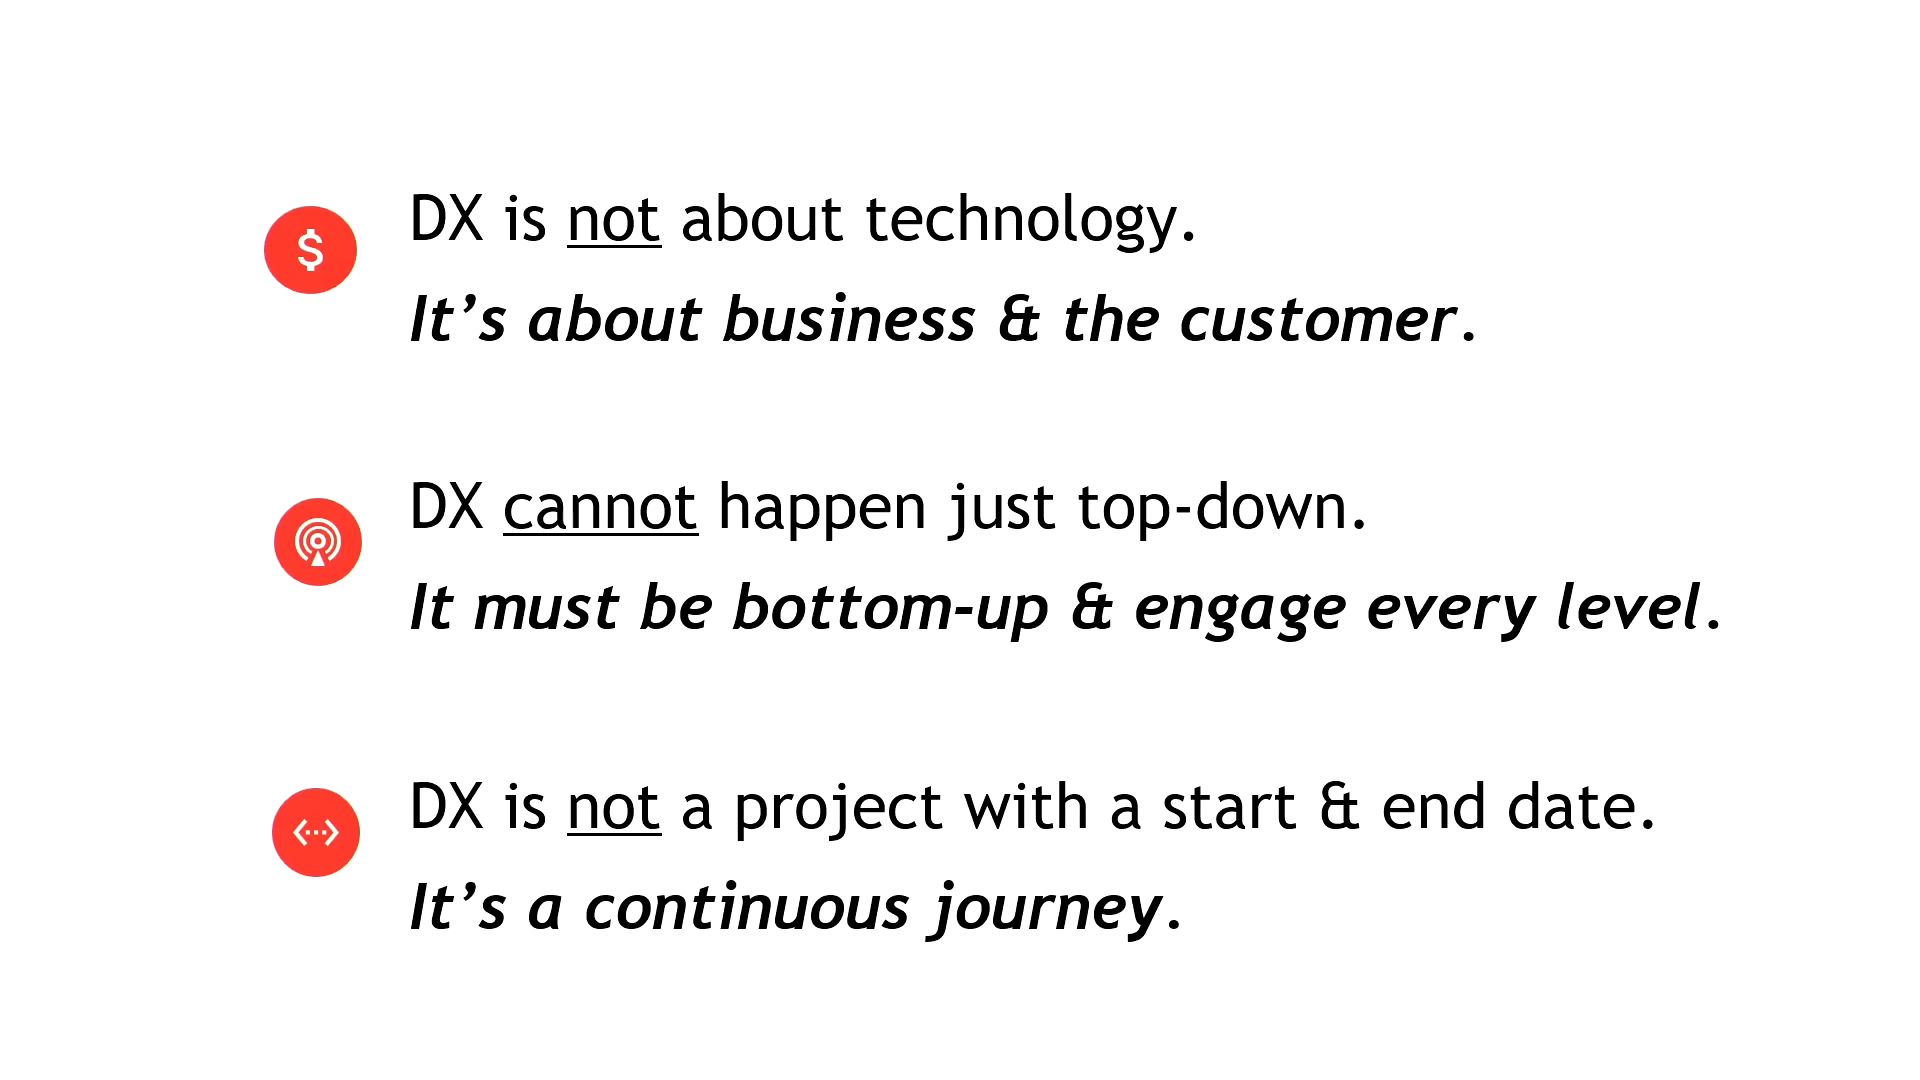 DX is not about technology.
It’s about business & the customer.
DX cannot happen just top-down.
It must be bottom-up & engage every level.
DX is not a project with a start & end date.
It’s a continuous journey.